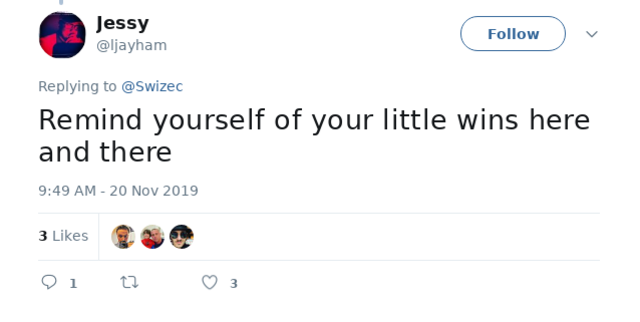 Jessy
@ljayham
Follow
Replying to @Swizec
Remind yourself of your little wins here
and there
9:49 AM - 20 Nov 2019
3 Likes
1
3